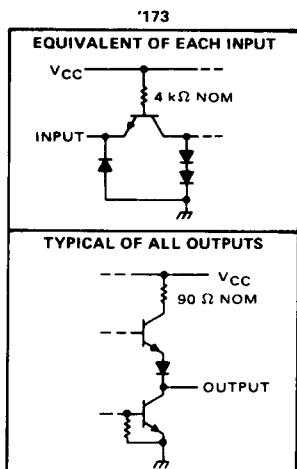 '173
EQUIVALENT OF EACH INPUT
VCC
4 kΩ NOM
INPUT
TYPICAL OF ALL OUTPUTS
VCC
90 Ω NOM
OUTPUT